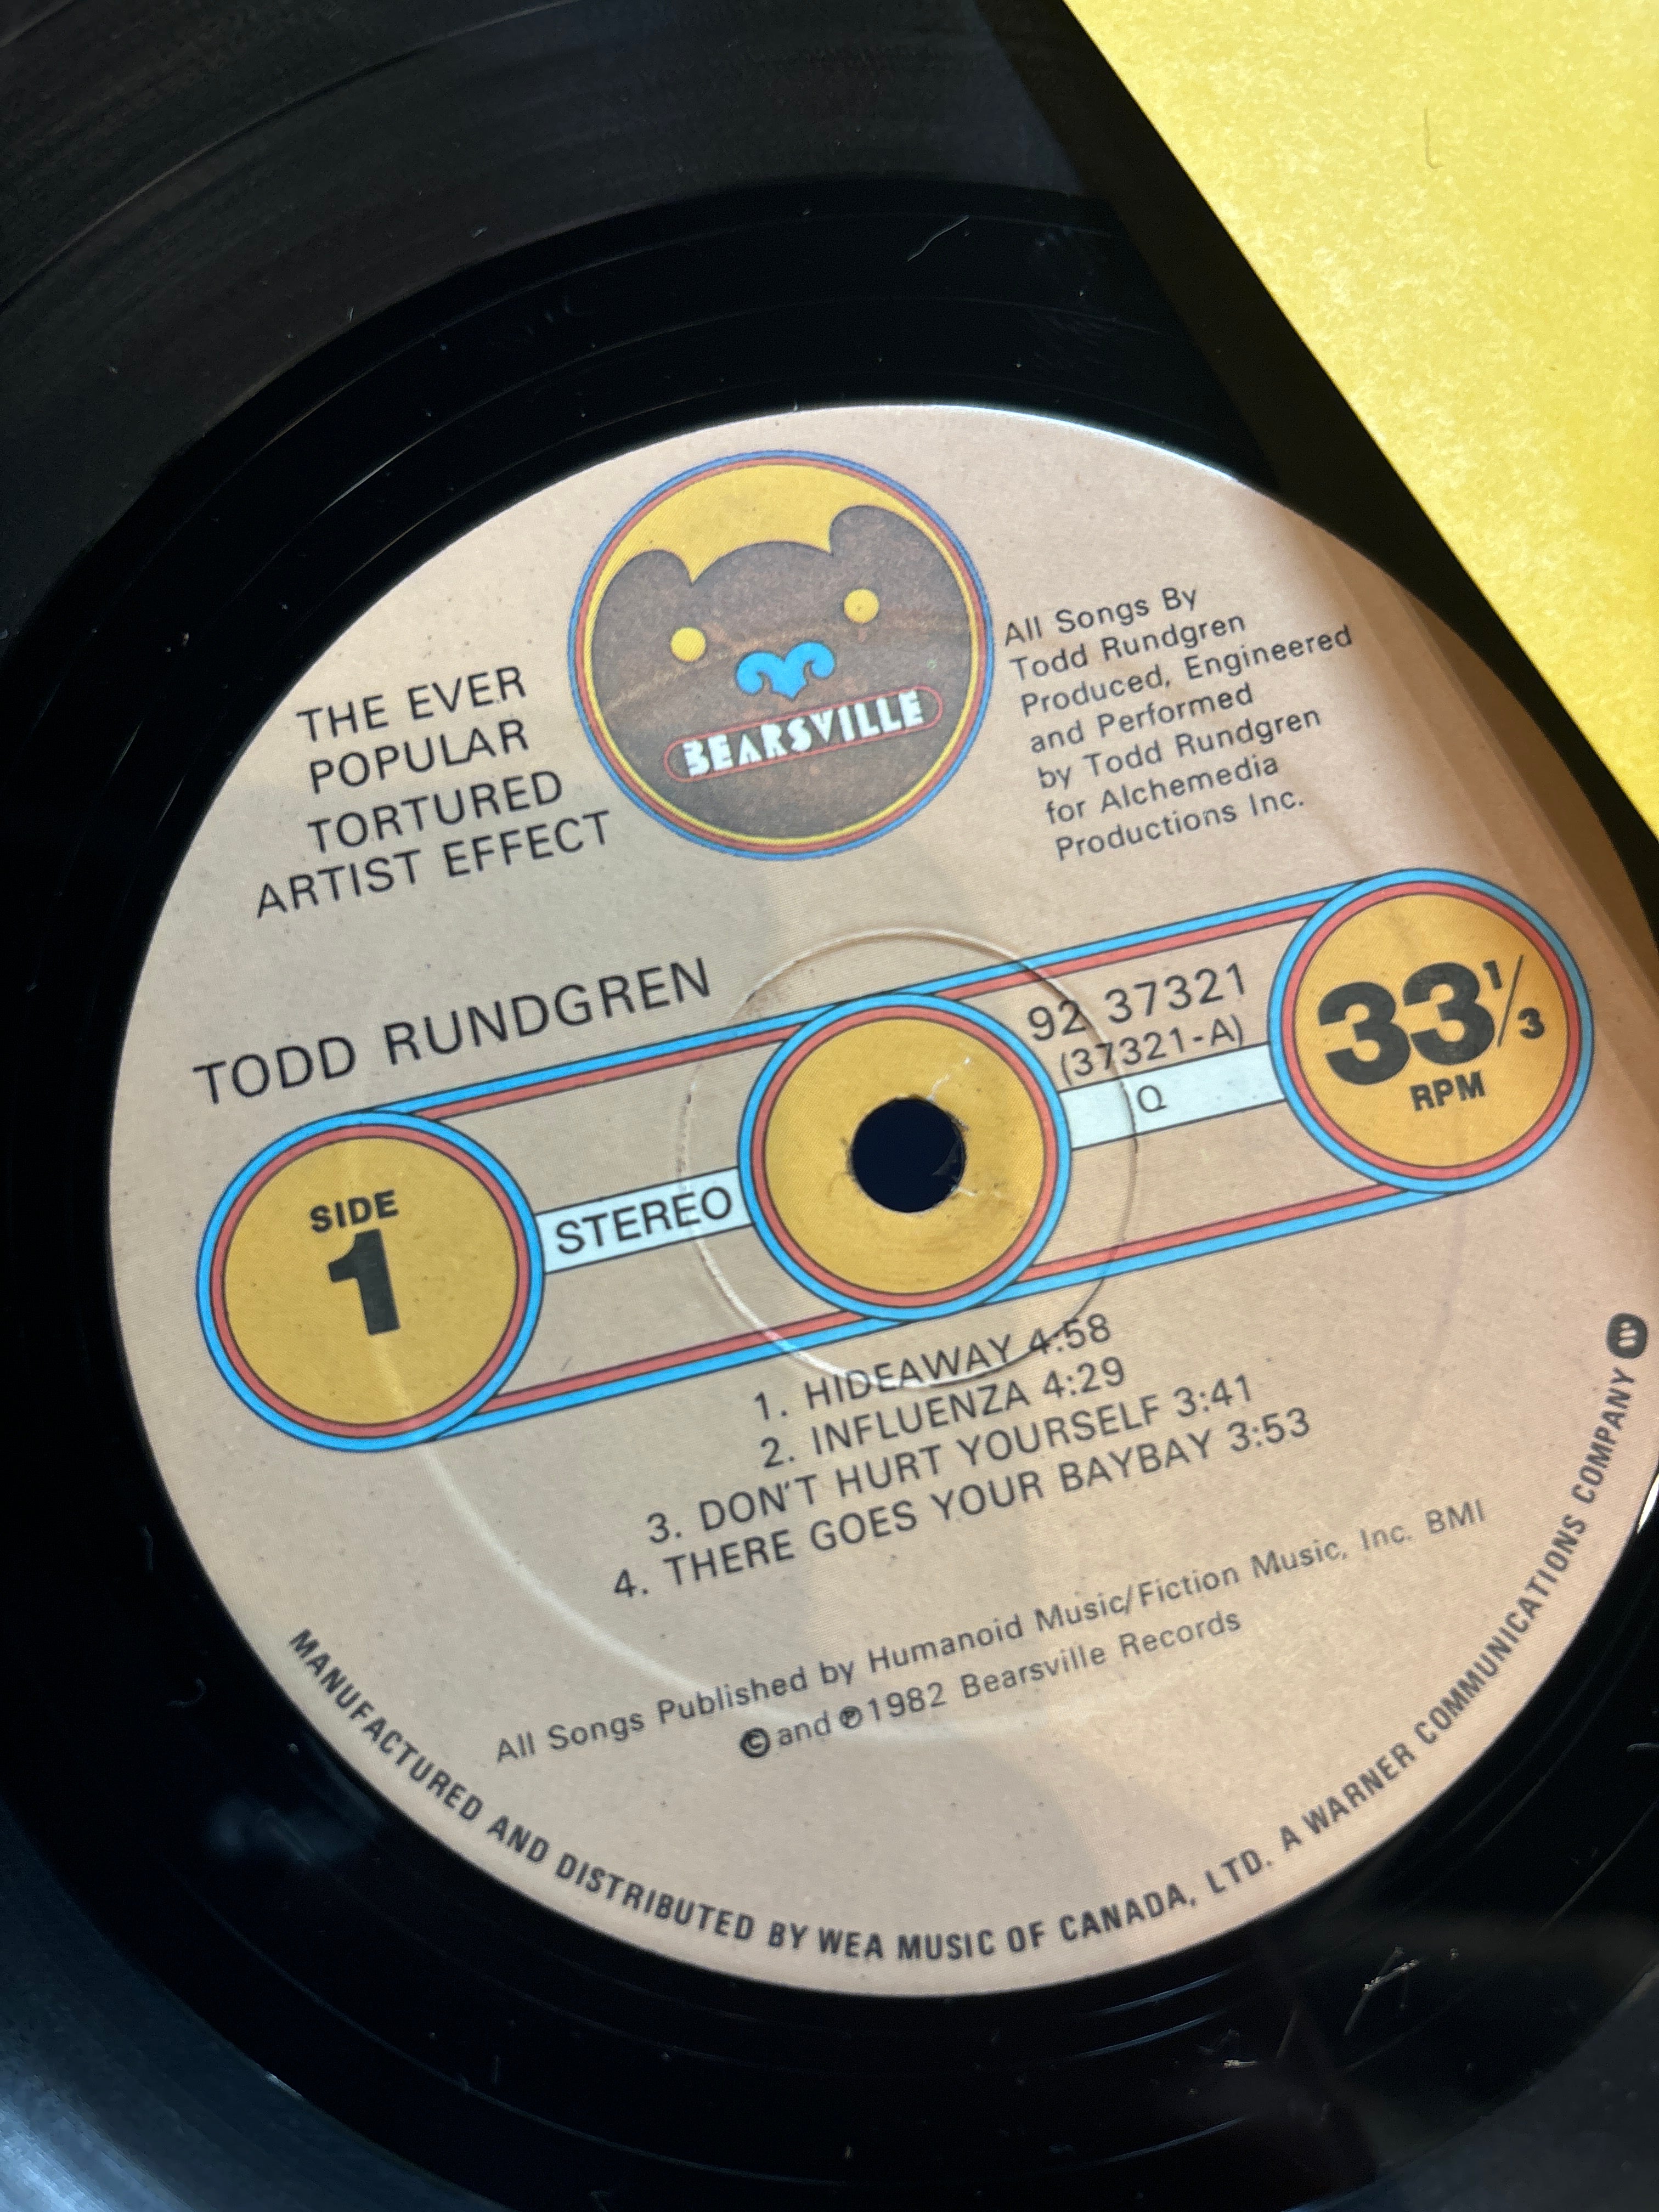 THE EVER
POPULAR
TORTURED
ARTIST EFFECT
BEARSVILLE
All Songs By
Todd Rundgren
Produced, Engineered
and Performed
by Todd Rundgren
for Alchemedia
Productions Inc.
TODD RUNDGREN
92 37321
(37321-A)
Q
33 1/3
RPM
SIDE
1
STEREO
1. HIDEAWAY 4:58
2. INFLUENZA 4:29
3. DON'T HURT YOURSELF 3:41
4. THERE GOES YOUR BAYBAY 3:53
All Songs Published by Humanoid Music/Fiction Music, Inc. BMI
© and ℗ 1982 Bearsville Records
MANUFACTURED AND DISTRIBUTED BY WEA MUSIC OF CANADA, LTD. A WARNER COMMUNICATIONS COMPANY